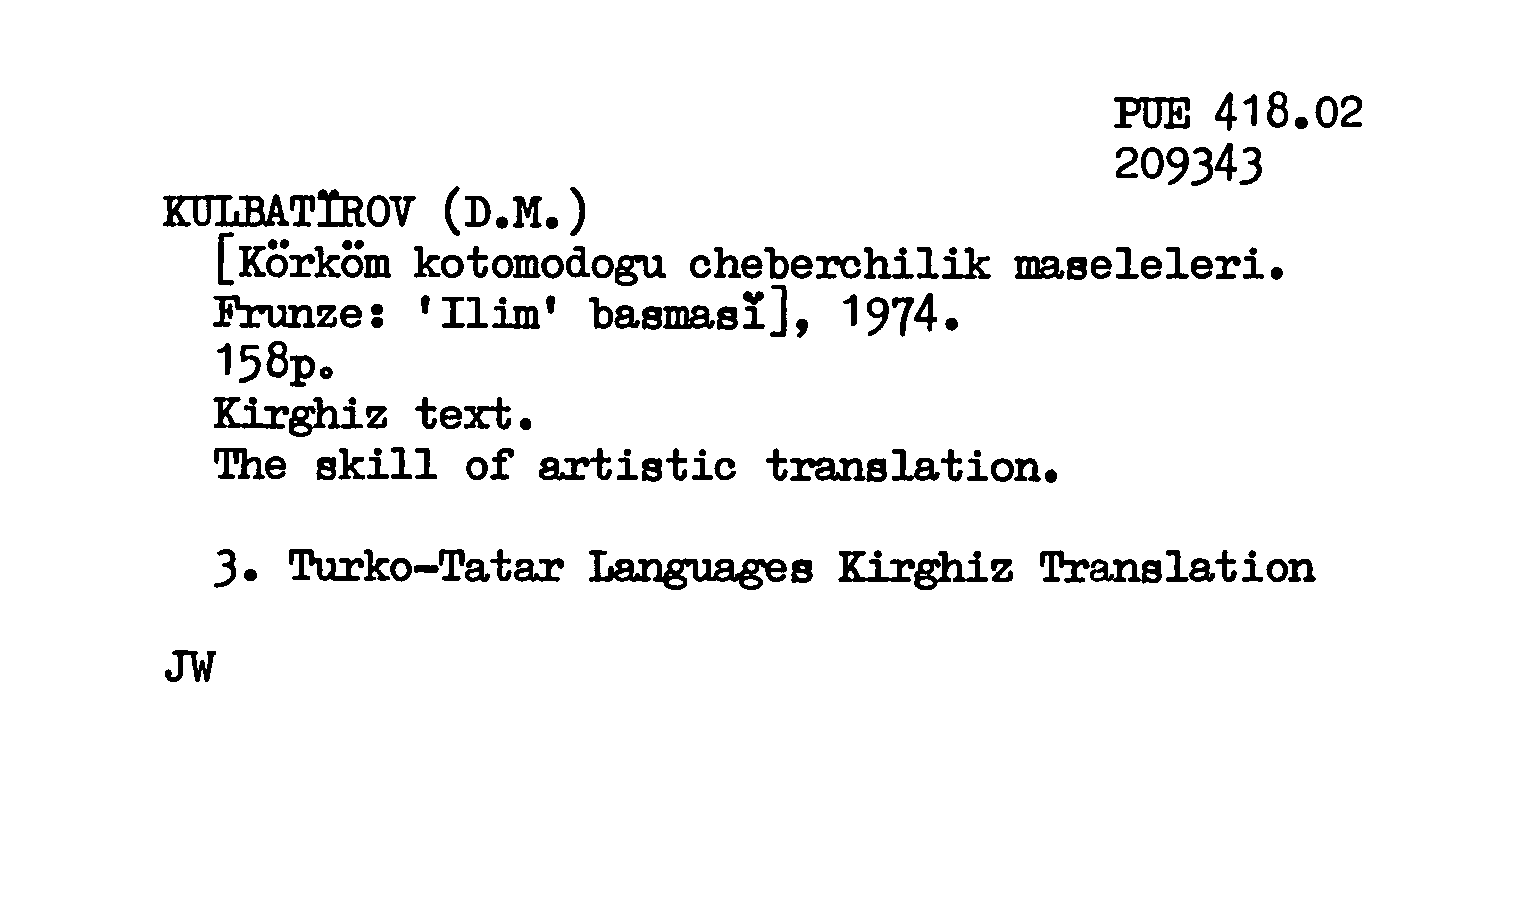 PUE 418.02
209343
KULBATĬROV (D.M.)
[Körköm kotomodogu cheberchilik maseleleri.
Frunze: 'Ilim' basmasĭ], 1974.
158p.
Kirghiz text.
The skill of artistic translation.
3. Turko-Tatar Languages Kirghiz Translation
JW